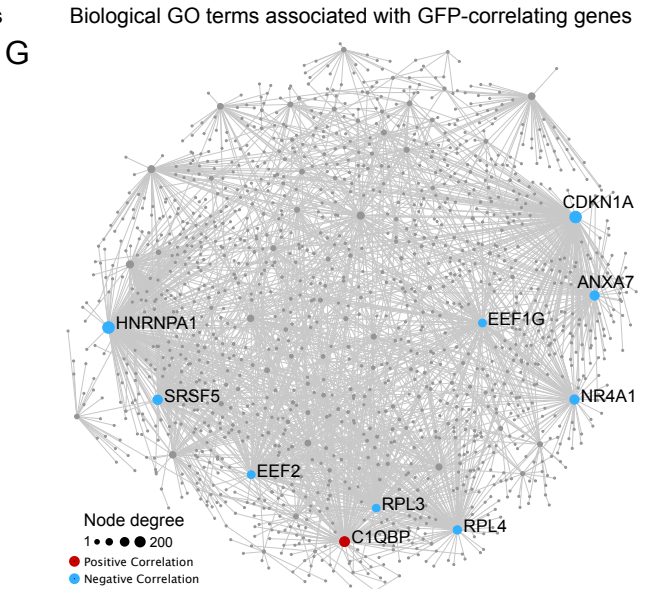 s
Biological GO terms associated with GFP-correlating genes
G
CDKN1A
ANXA7
HNRNPA1
EEF1G
SRSF5
NR4A1
EEF2
RPL3
RPL4
C1QBP
Node degree
1 200
Positive Correlation
Negative Correlation